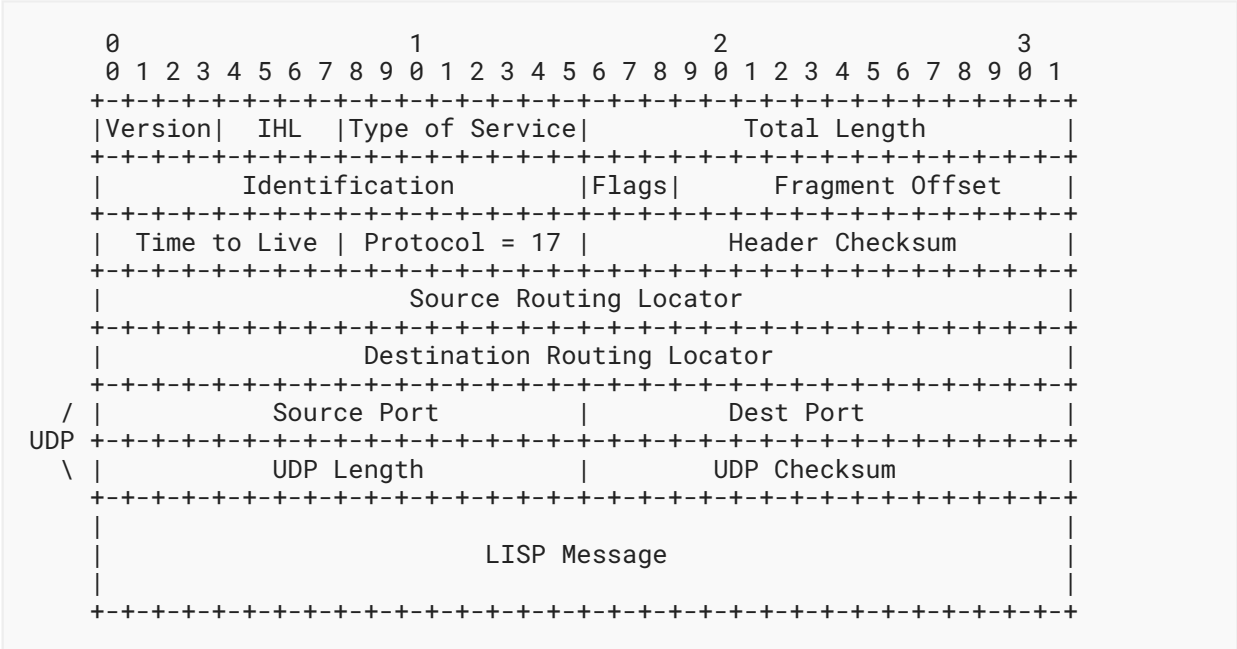 0                   1                   2                   3
        0 1 2 3 4 5 6 7 8 9 0 1 2 3 4 5 6 7 8 9 0 1 2 3 4 5 6 7 8 9 0 1
       +-+-+-+-+-+-+-+-+-+-+-+-+-+-+-+-+-+-+-+-+-+-+-+-+-+-+-+-+-+-+-+-+
       |Version|  IHL  |Type of Service|          Total Length         |
       +-+-+-+-+-+-+-+-+-+-+-+-+-+-+-+-+-+-+-+-+-+-+-+-+-+-+-+-+-+-+-+-+
       |         Identification        |Flags|      Fragment Offset    |
       +-+-+-+-+-+-+-+-+-+-+-+-+-+-+-+-+-+-+-+-+-+-+-+-+-+-+-+-+-+-+-+-+
       |  Time to Live | Protocol = 17 |         Header Checksum       |
       +-+-+-+-+-+-+-+-+-+-+-+-+-+-+-+-+-+-+-+-+-+-+-+-+-+-+-+-+-+-+-+-+
       |                    Source Routing Locator                     |
       +-+-+-+-+-+-+-+-+-+-+-+-+-+-+-+-+-+-+-+-+-+-+-+-+-+-+-+-+-+-+-+-+
       |                 Destination Routing Locator                   |
       +-+-+-+-+-+-+-+-+-+-+-+-+-+-+-+-+-+-+-+-+-+-+-+-+-+-+-+-+-+-+-+-+
     / |           Source Port         |         Dest Port             |
   UDP +-+-+-+-+-+-+-+-+-+-+-+-+-+-+-+-+-+-+-+-+-+-+-+-+-+-+-+-+-+-+-+-+
     \ |           UDP Length          |        UDP Checksum           |
       +-+-+-+-+-+-+-+-+-+-+-+-+-+-+-+-+-+-+-+-+-+-+-+-+-+-+-+-+-+-+-+-+
       |                                                               |
       |                         LISP Message                          |
       |                                                               |
       +-+-+-+-+-+-+-+-+-+-+-+-+-+-+-+-+-+-+-+-+-+-+-+-+-+-+-+-+-+-+-+-+